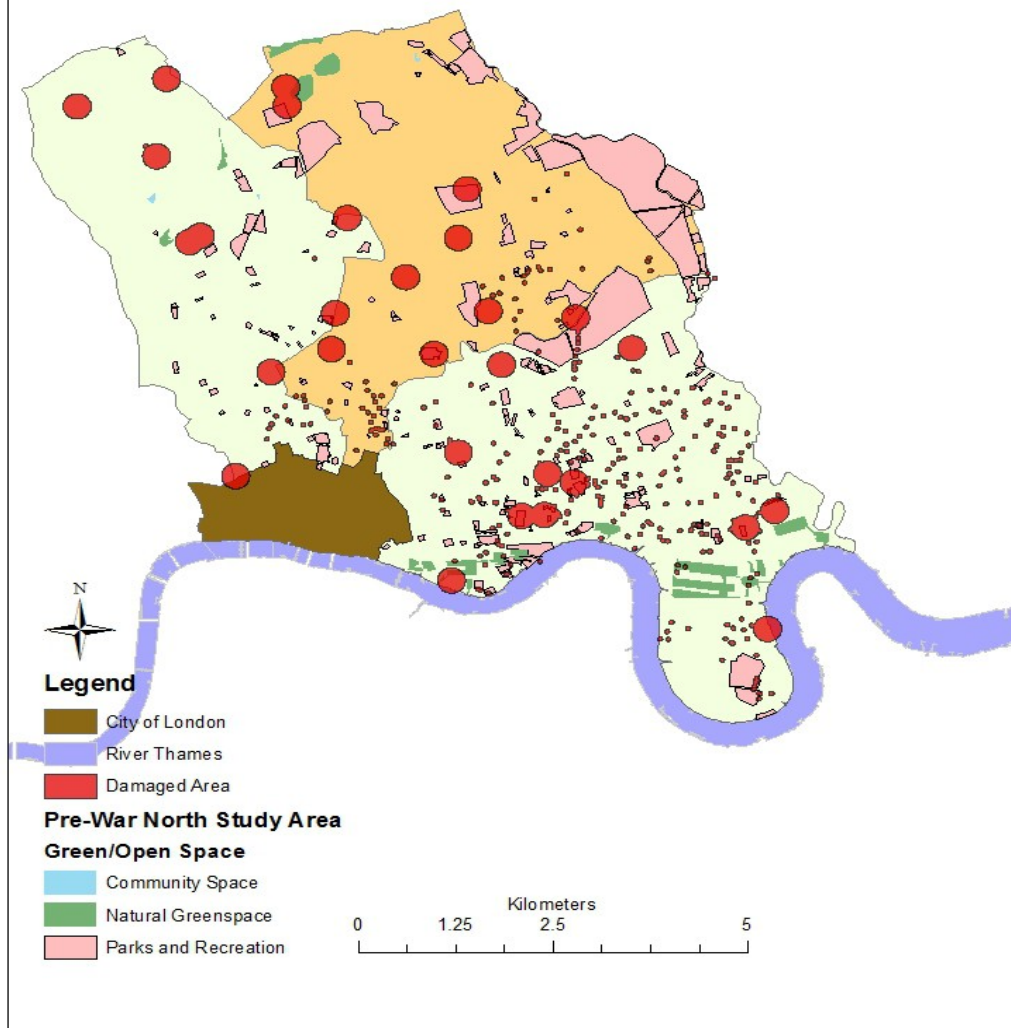 N
Legend
City of London
River Thames
Damaged Area
Pre-War North Study Area
Green/Open Space
Community Space
Natural Greenspace
Parks and Recreation
Kilometers
0 1.25 2.5 5